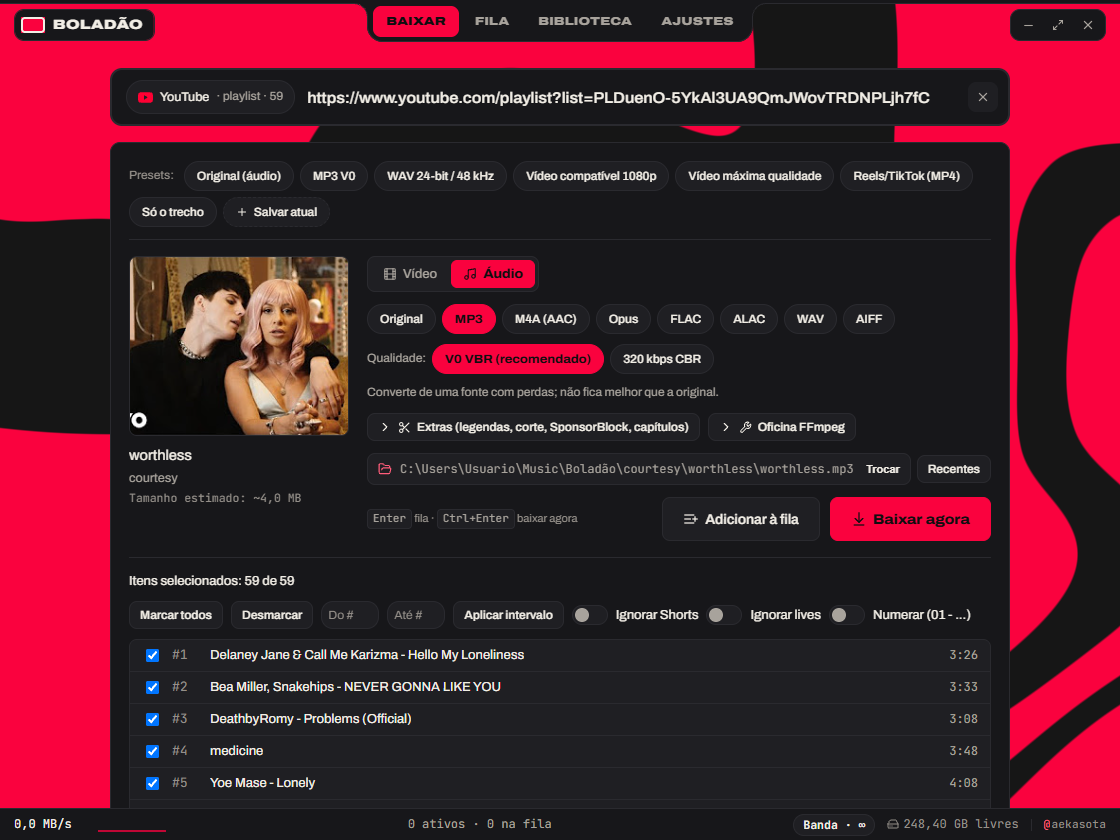 BOLADÃO
BAIXAR FILA BIBLIOTECA AJUSTES
YouTube · playlist · 59 https://www.youtube.com/playlist?list=PLDuenO-5YkAl3UA9QmJWovTRDNPLjh7fC
Presets: Original (áudio) MP3 V0 WAV 24-bit / 48 kHz Vídeo compatível 1080p Vídeo máxima qualidade Reels/TikTok (MP4)
Só o trecho + Salvar atual
Vídeo Áudio
Original MP3 M4A (AAC) Opus FLAC ALAC WAV AIFF
Qualidade: V0 VBR (recomendado) 320 kbps CBR
Converte de uma fonte com perdas; não fica melhor que a original.
Extras (legendas, corte, SponsorBlock, capítulos) Oficina FFmpeg
C:\Users\Usuario\Music\Boladão\courtesy\worthless\worthless.mp3 Trocar Recentes
Enter fila · Ctrl+Enter baixar agora Adicionar à fila Baixar agora
vo
worthless
courtesy
Tamanho estimado: ~4,0 MB
Itens selecionados: 59 de 59
Marcar todos Desmarcar Do # Até # Aplicar intervalo Ignorar Shorts Ignorar lives Numerar (01 - ...)
#1 Delaney Jane & Call Me Karizma - Hello My Loneliness 3:26
#2 Bea Miller, Snakehips - NEVER GONNA LIKE YOU 3:33
#3 DeathbyRomy - Problems (Official) 3:08
#4 medicine 3:48
#5 Yoe Mase - Lonely 4:08
0,0 MB/s 0 ativos · 0 na fila Banda · ∞ 248,40 GB livres @aekasota